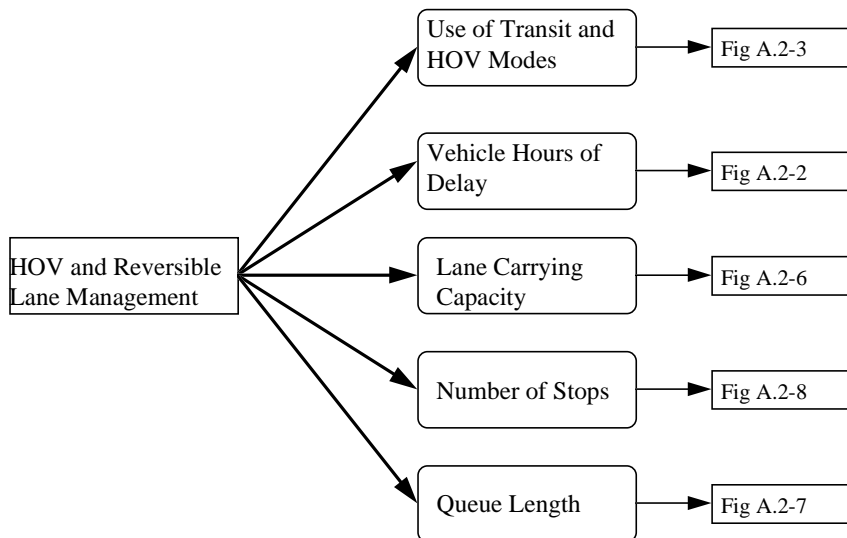 Use of Transit and
HOV Modes
Fig A.2-3
Vehicle Hours of
Delay
Fig A.2-2
HOV and Reversible
Lane Management
Lane Carrying
Capacity
Fig A.2-6
Number of Stops
Fig A.2-8
Queue Length
Fig A.2-7